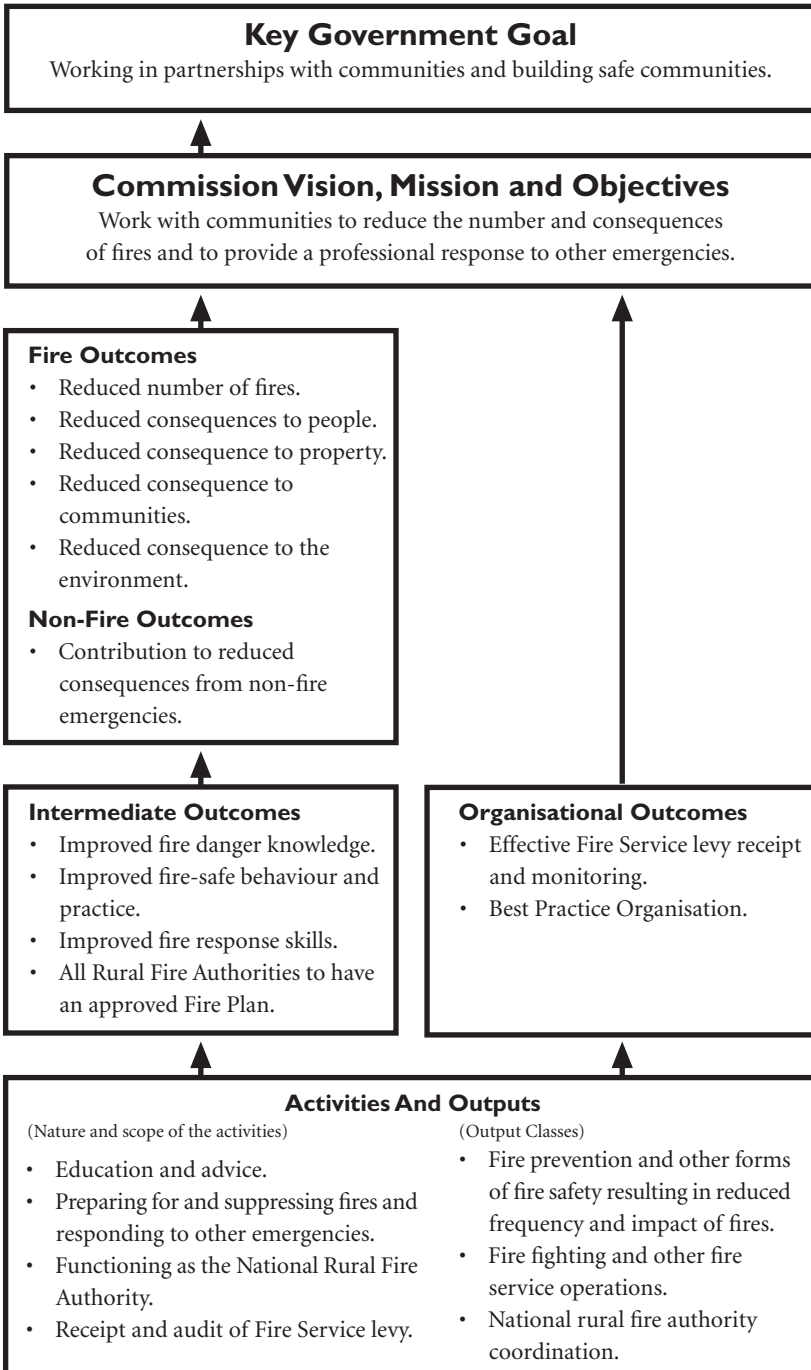 Key Government Goal
Working in partnerships with communities and building safe communities.
Commission Vision, Mission and Objectives
Work with communities to reduce the number and consequences
of fires and to provide a professional response to other emergencies.
Fire Outcomes
• Reduced number of fires.
• Reduced consequences to people.
• Reduced consequence to property.
• Reduced consequence to
communities.
• Reduced consequence to the
environment.
Non-Fire Outcomes
• Contribution to reduced
consequences from non-fire
emergencies.
Intermediate Outcomes
• Improved fire danger knowledge.
• Improved fire-safe behaviour and
practice.
• Improved fire response skills.
• All Rural Fire Authorities to have
an approved Fire Plan.
Organisational Outcomes
• Effective Fire Service levy receipt
and monitoring.
• Best Practice Organisation.
Activities And Outputs
(Nature and scope of the activities)
• Education and advice.
• Preparing for and suppressing fires and
responding to other emergencies.
• Functioning as the National Rural Fire
Authority.
• Receipt and audit of Fire Service levy.
(Output Classes)
• Fire prevention and other forms
of fire safety resulting in reduced
frequency and impact of fires.
• Fire fighting and other fire
service operations.
• National rural fire authority
coordination.